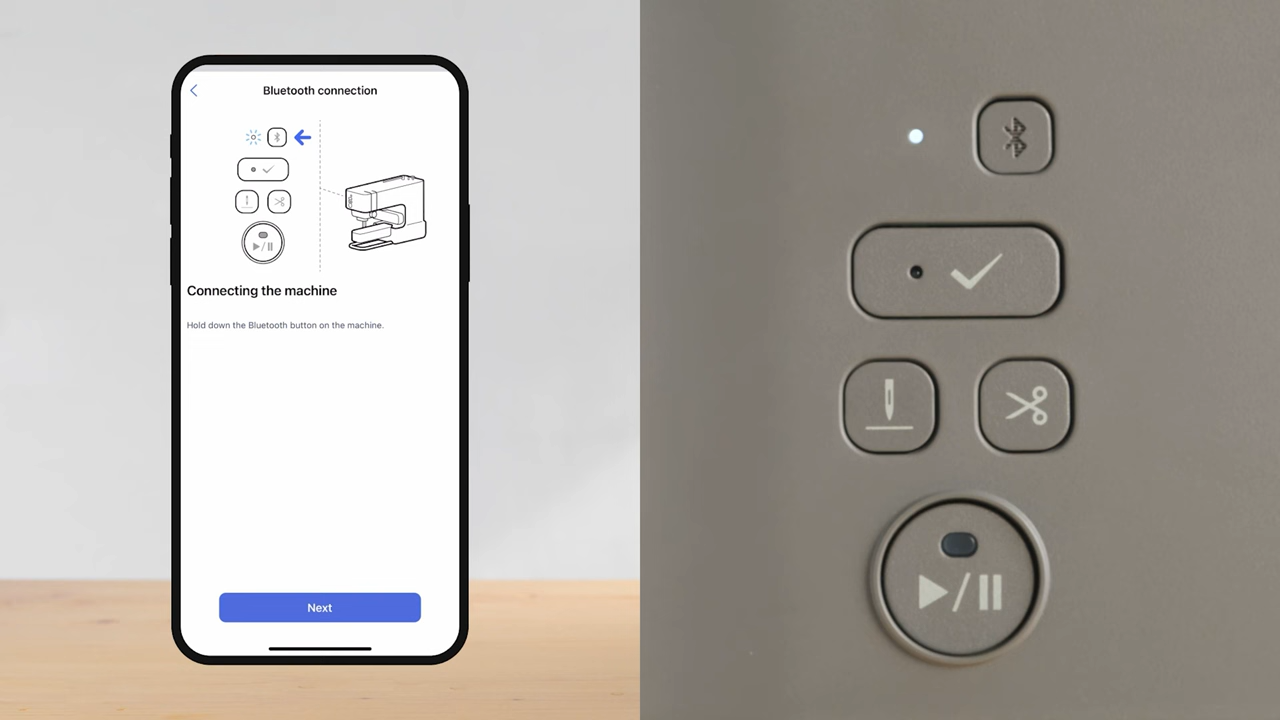 Bluetooth connection
Connecting the machine
Hold down the Bluetooth button on the machine.
Next